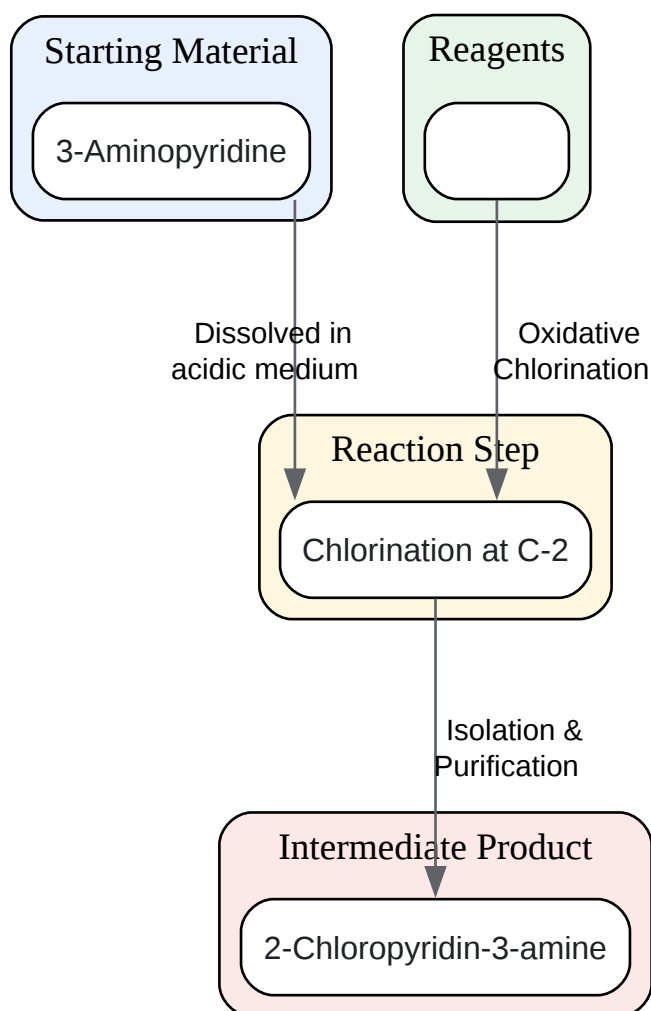 Starting Material
Reagents
3-Aminopyridine
Dissolved in
acidic medium
Oxidative
Chlorination
Reaction Step
Chlorination at C-2
Isolation &
Purification
Intermediate Product
2-Chloropyridin-3-amine